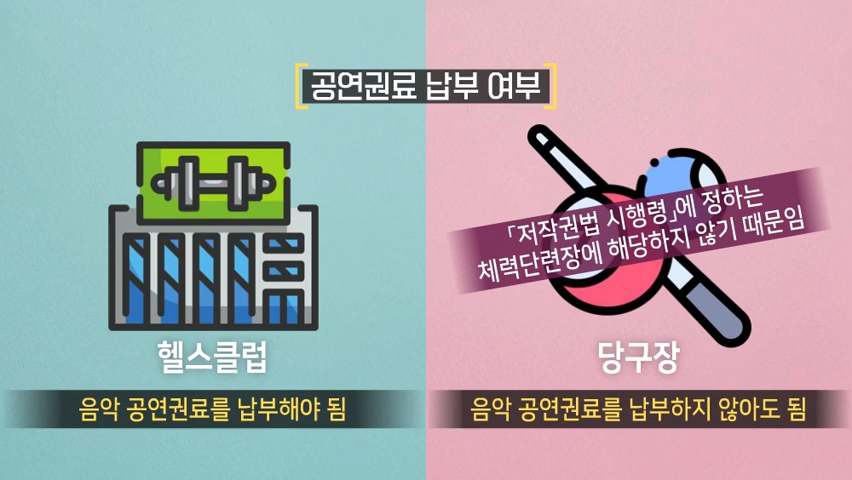 공연권료 납부 여부
헬스클럽
음악 공연권료를 납부해야 됨
「저작권법 시행령」에 정하는
체력단련장에 해당하지 않기 때문임
당구장
음악 공연권료를 납부하지 않아도 됨